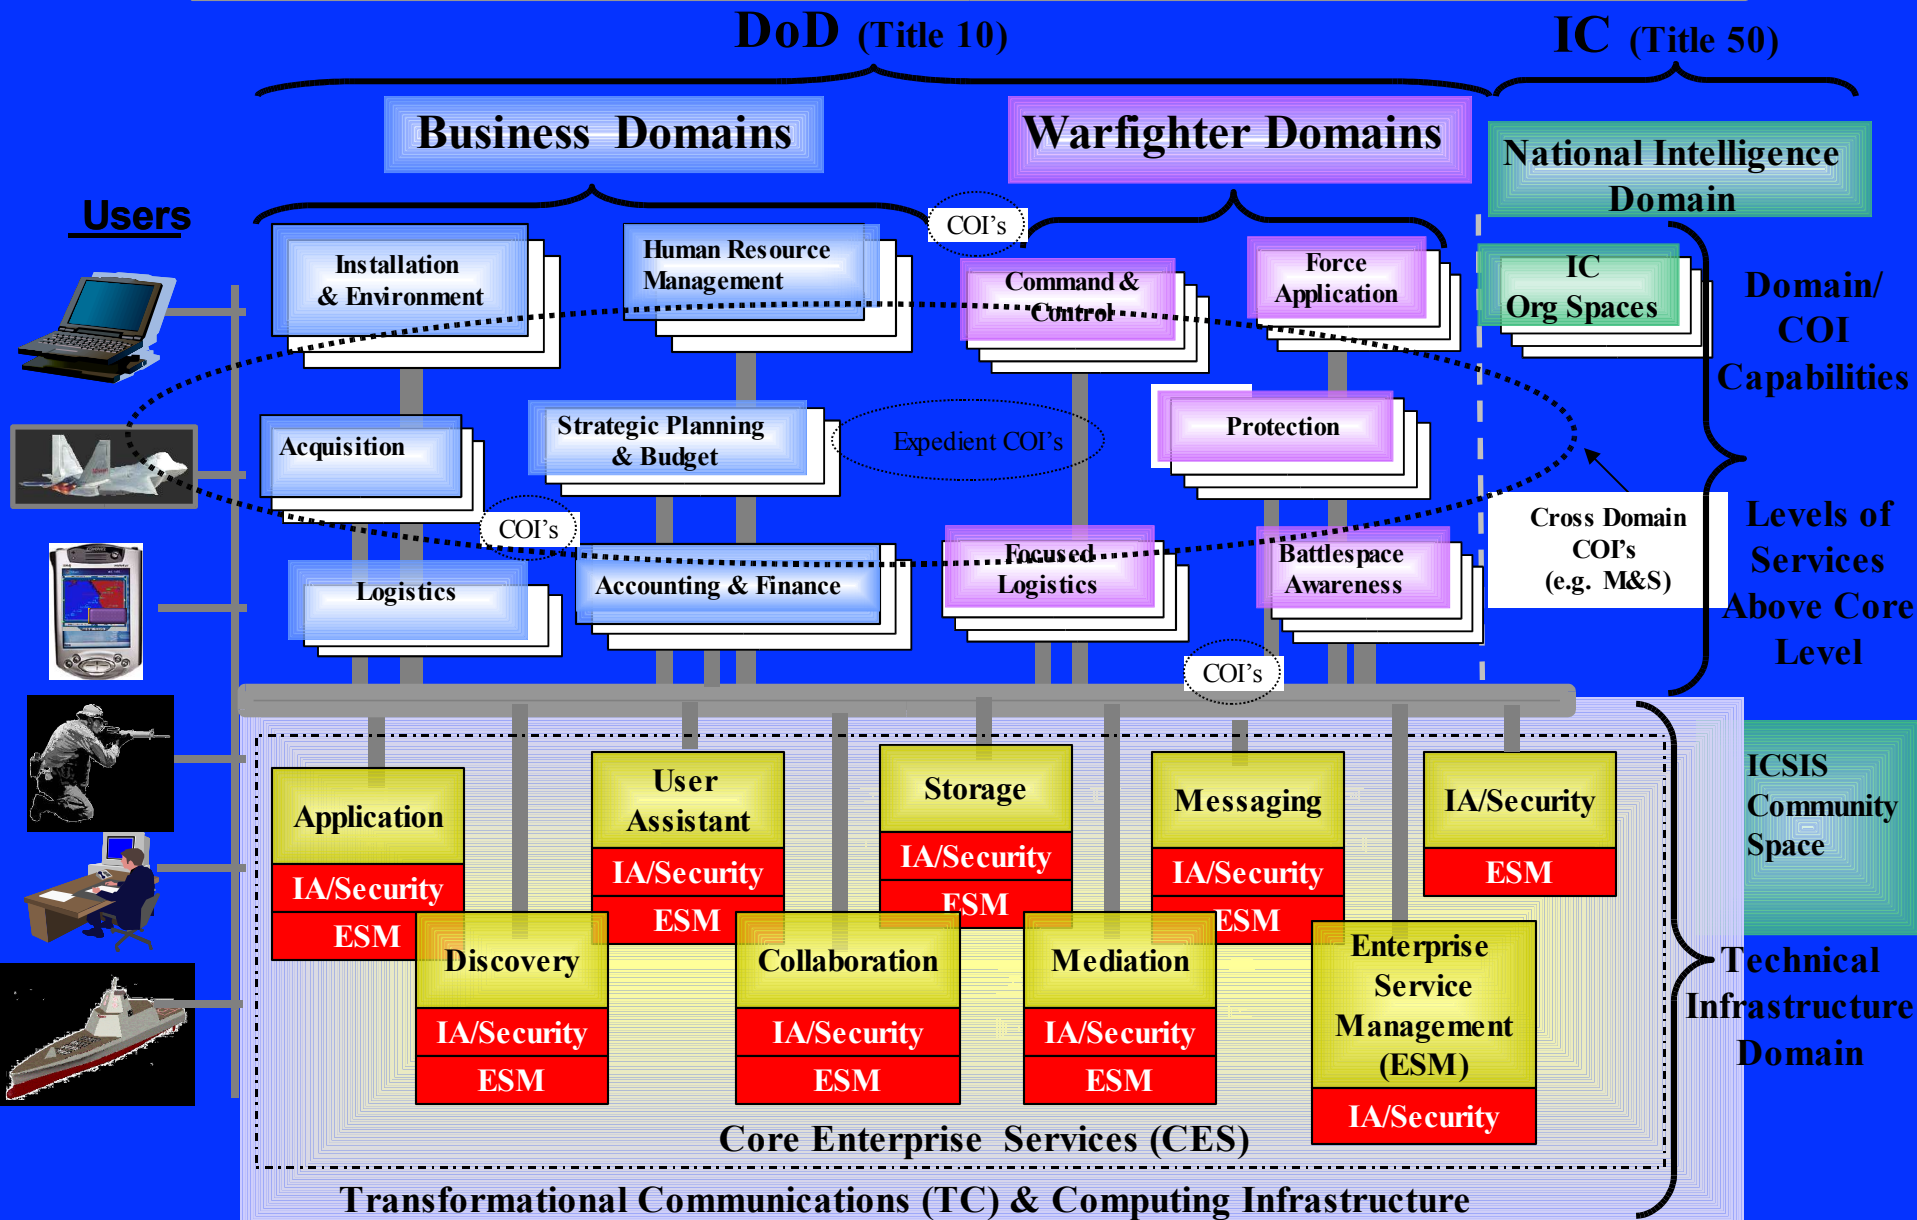 DoD (Title 10)
IC (Title 50)
Business Domains
Warfighter Domains
National Intelligence
Domain
Users
COI's
Installation
& Environment
Human Resource
Management
Command &
Control
Force
Application
IC
Org Spaces
Domain/
COI
Capabilities
Acquisition
Strategic Planning
& Budget
Expedient COI's
Protection
COI's
Cross Domain
COI's
(e.g. M&S)
Levels of
Services
Above Core
Level
Logistics
Accounting & Finance
Focused
Logistics
Battlespace
Awareness
COI's
Application
IA/Security
ESM
User
Assistant
IA/Security
ESM
Storage
IA/Security
ESM
Messaging
IA/Security
ESM
IA/Security
ESM
ICSIS
Community
Space
Discovery
IA/Security
ESM
Collaboration
IA/Security
ESM
Mediation
IA/Security
ESM
Enterprise
Service
Management
(ESM)
IA/Security
Technical
Infrastructure
Domain
Core Enterprise Services (CES)
Transformational Communications (TC) & Computing Infrastructure